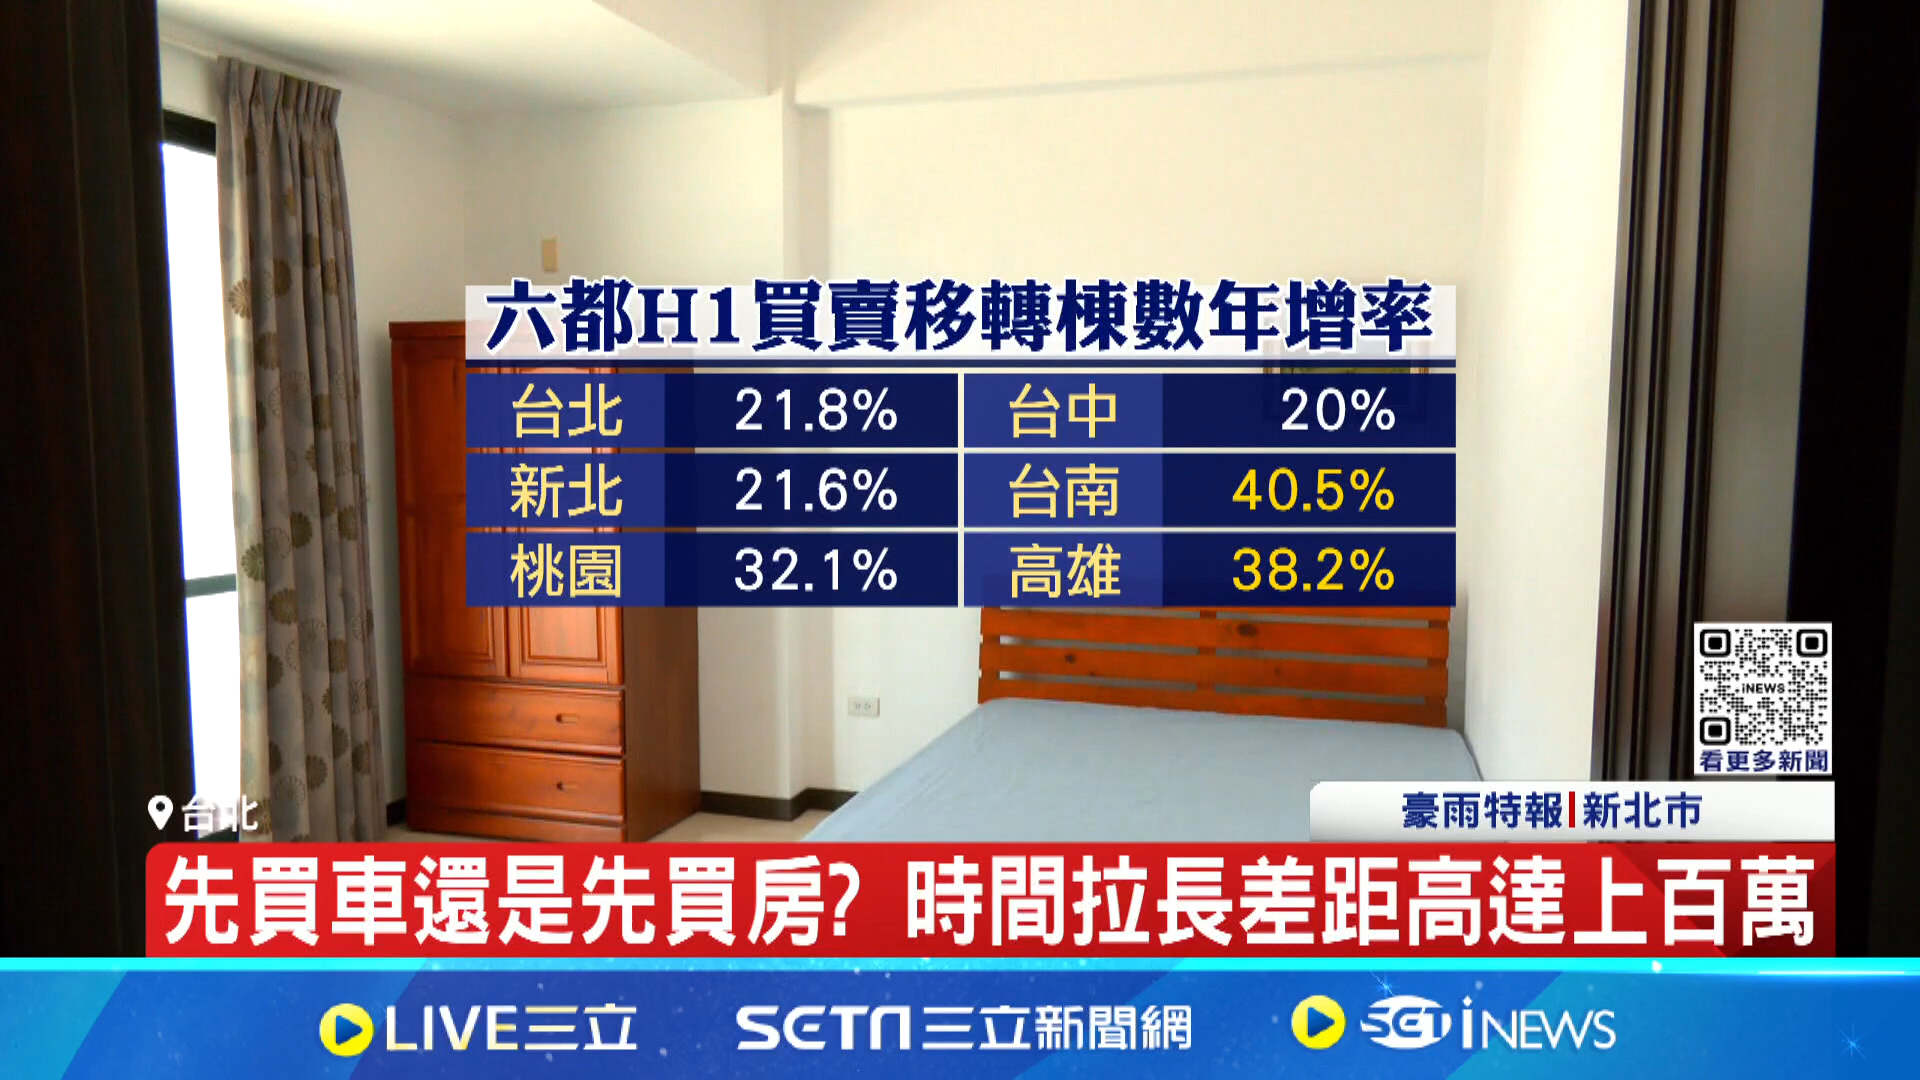 六都H1買賣移轉棟數年增率
台北 21.8% 台中 20%
新北 21.6% 台南 40.5%
桃園 32.1% 高雄 38.2%
iNEWS
看更多新聞
台北
豪雨特報 新北市
先買車還是先買房? 時間拉長差距高達上百萬
LIVE三立 SETN三立新聞網 SET iNEWS